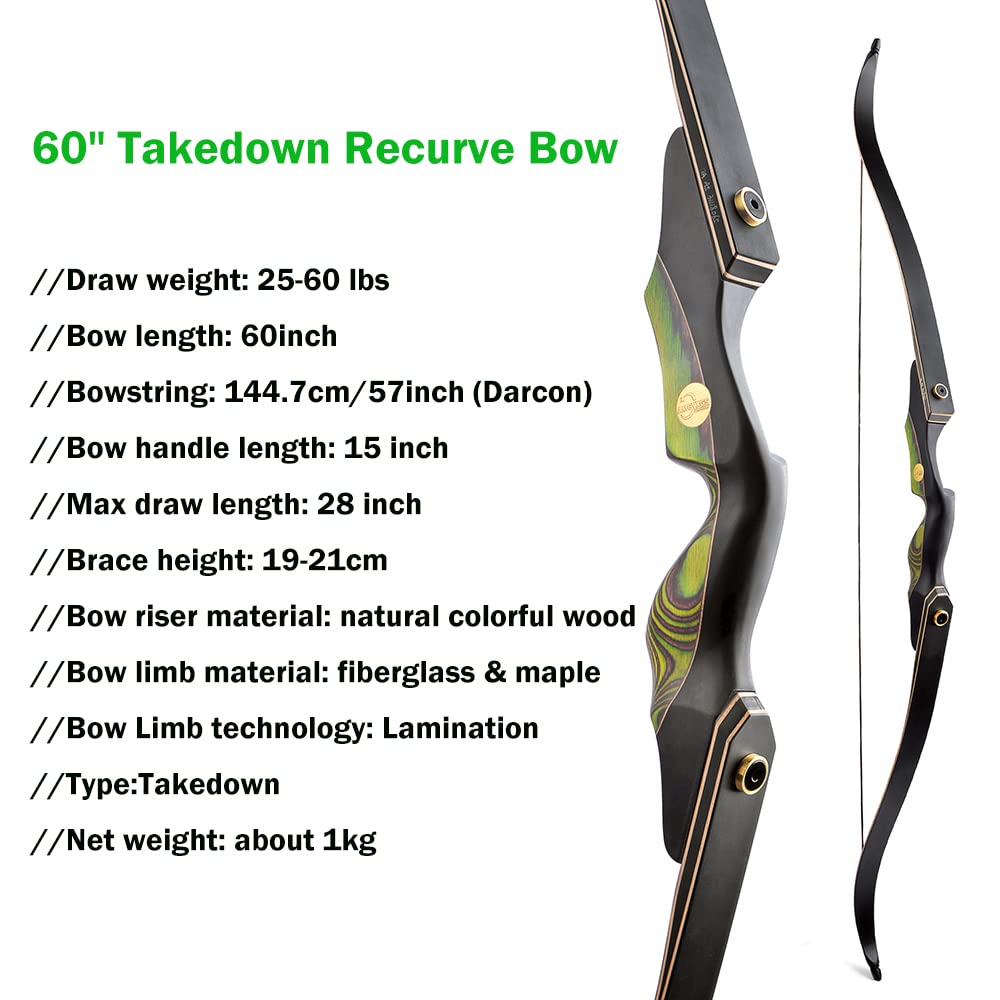 60" Takedown Recurve Bow
//Draw weight: 25-60 lbs
//Bow length: 60inch
//Bowstring: 144.7cm/57inch (Darcon)
//Bow handle length: 15 inch
//Max draw length: 28 inch
//Brace height: 19-21cm
//Bow riser material: natural colorful wood
//Bow limb material: fiberglass & maple
//Bow Limb technology: Lamination
//Type:Takedown
//Net weight: about 1kg